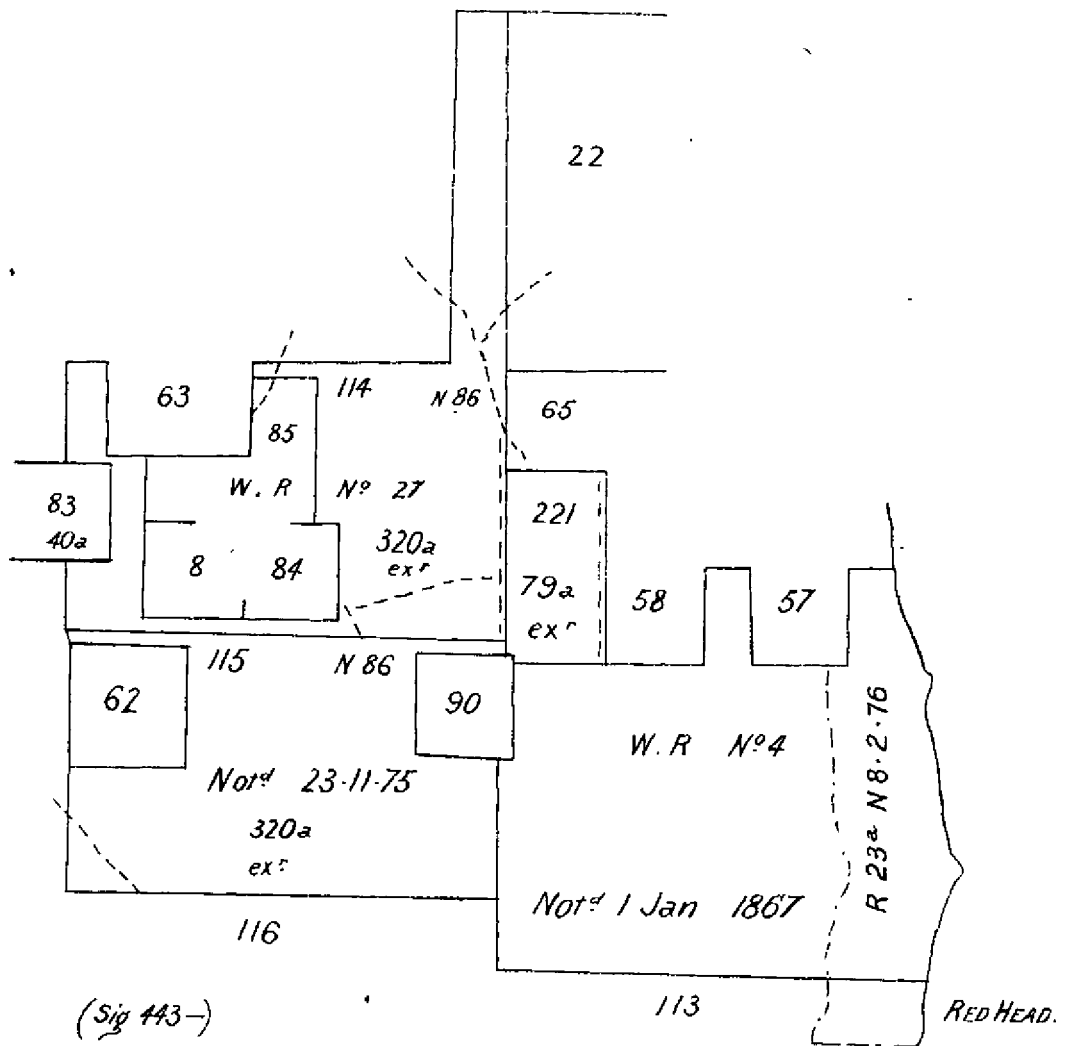 22
63
114
N 86
65
85
W. R Nº 27
83
40a
221
320a
exʳ
8
84
79a
exʳ
58
57
115
N 86
62
90
W. R Nº 4
R 23ª N 8·2·76
Notᵈ 23·11·75
320a
exʳ
Notᵈ 1 Jan 1867
116
(Sig 443–)
113
RED HEAD.